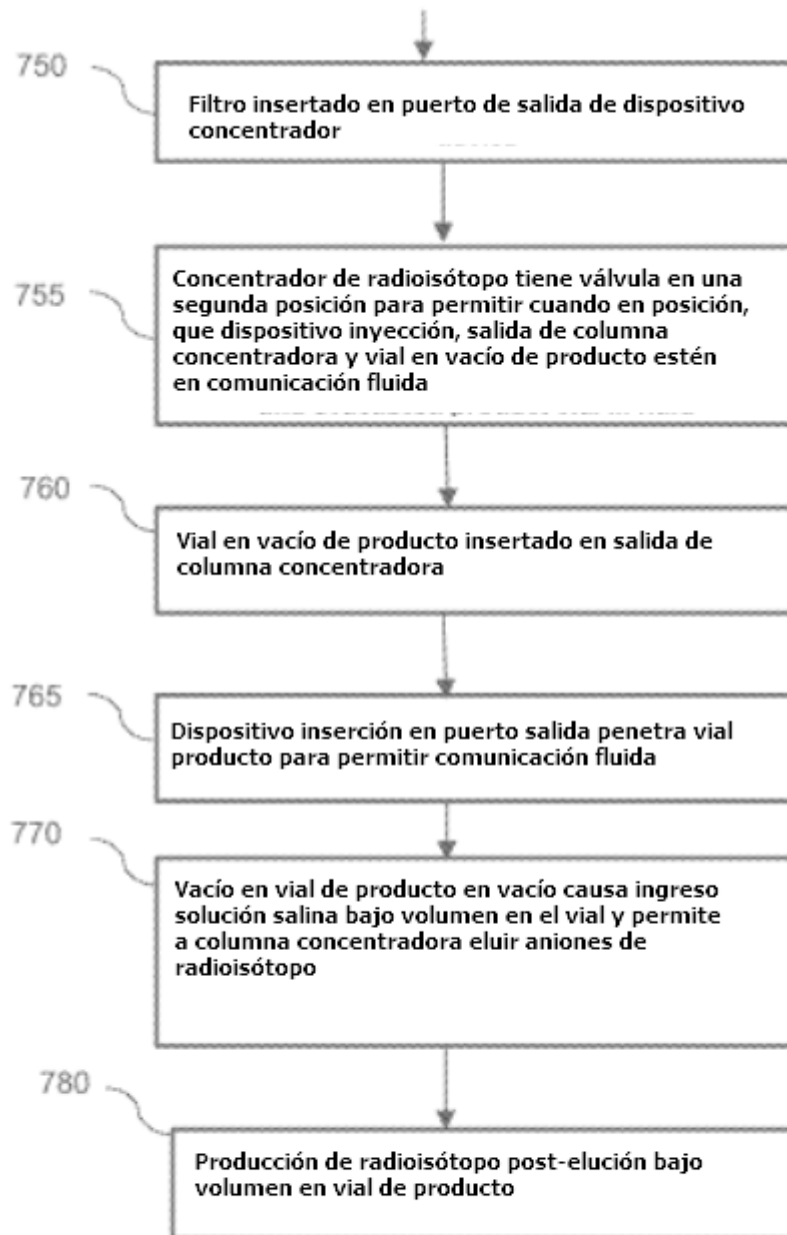 750
Filtro insertado en puerto de salida de dispositivo
concentrador
755
Concentrador de radioisótopo tiene válvula en una
segunda posición para permitir cuando en posición,
que dispositivo inyección, salida de columna
concentradora y vial en vacío de producto estén
en comunicación fluida
760
Vial en vacío de producto insertado en salida de
columna concentradora
765
Dispositivo inserción en puerto salida penetra vial
producto para permitir comunicación fluida
770
Vacío en vial de producto en vacío causa ingreso
solución salina bajo volumen en el vial y permite
a columna concentradora eluir aniones de
radioisótopo
780
Producción de radioisótopo post-elución bajo
volumen en vial de producto